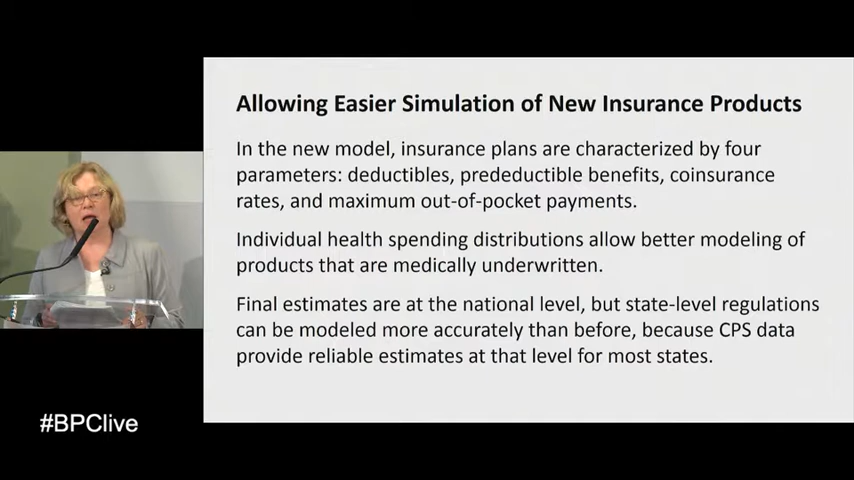 Allowing Easier Simulation of New Insurance Products
In the new model, insurance plans are characterized by four
parameters: deductibles, prededuductible benefits, coinsurance
rates, and maximum out-of-pocket payments.
Individual health spending distributions allow better modeling of
products that are medically underwritten.
Final estimates are at the national level, but state-level regulations
can be modeled more accurately than before, because CPS data
provide reliable estimates at that level for most states.
#BPClive